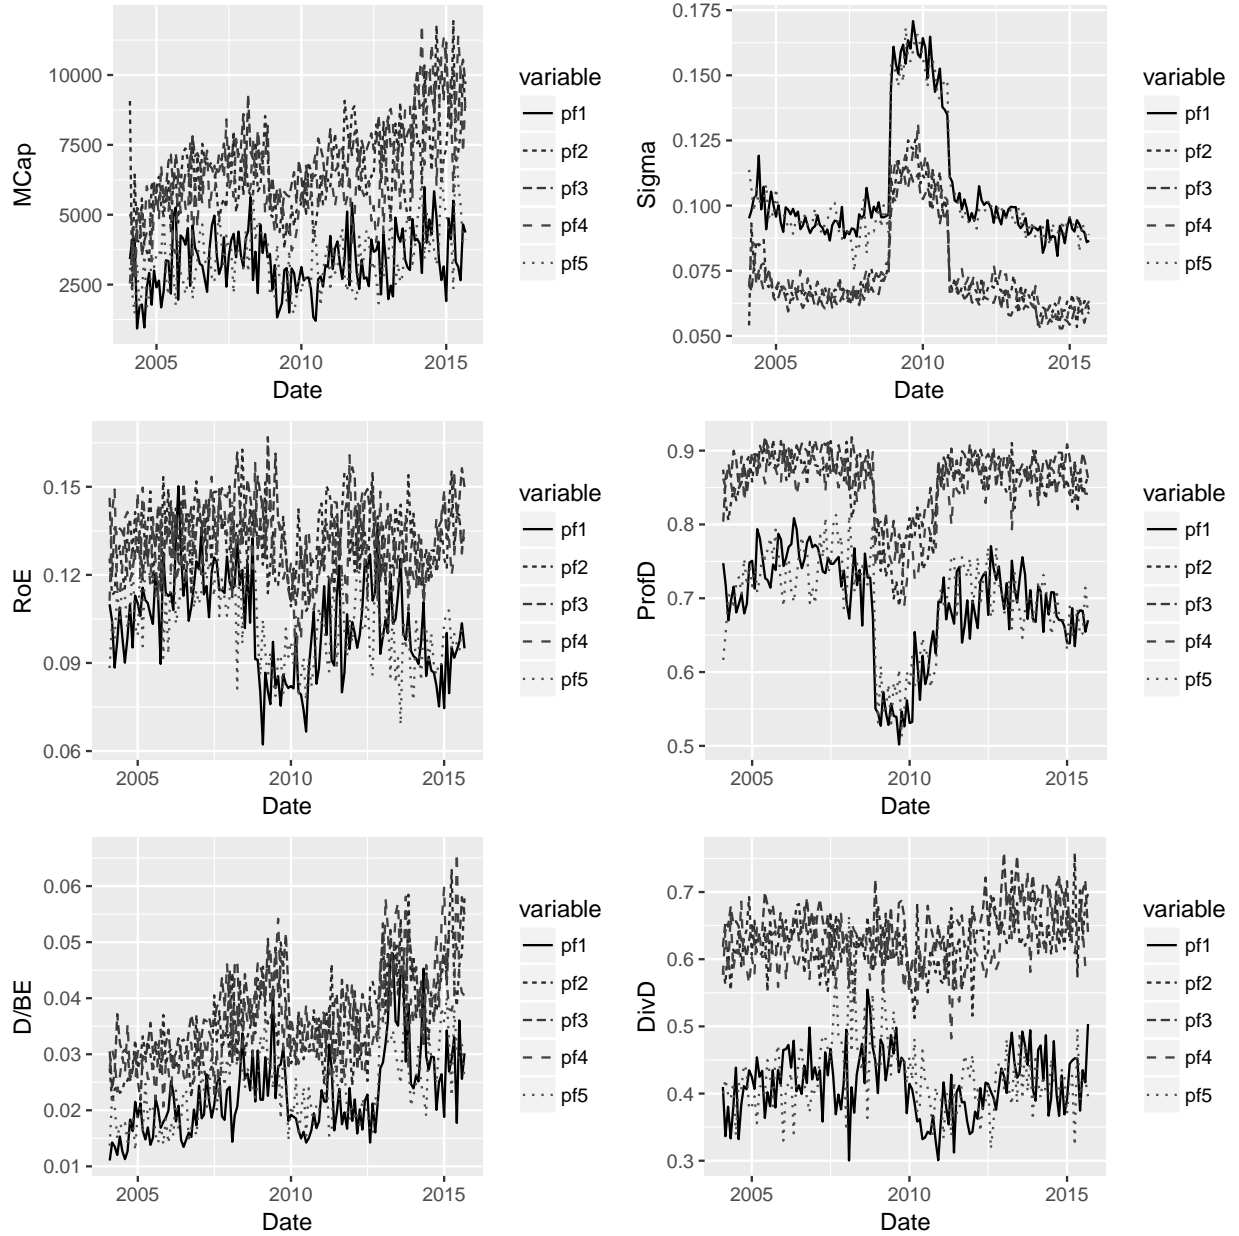 MCap
10000
7500
5000
2500
2005 2010 2015
Date
variable
pf1
pf2
pf3
pf4
pf5
Sigma
0.175
0.150
0.125
0.100
0.075
0.050
2005 2010 2015
Date
variable
pf1
pf2
pf3
pf4
pf5
RoE
0.15
0.12
0.09
0.06
2005 2010 2015
Date
variable
pf1
pf2
pf3
pf4
pf5
ProfD
0.9
0.8
0.7
0.6
0.5
2005 2010 2015
Date
variable
pf1
pf2
pf3
pf4
pf5
D/BE
0.06
0.05
0.04
0.03
0.02
0.01
2005 2010 2015
Date
variable
pf1
pf2
pf3
pf4
pf5
DivD
0.7
0.6
0.5
0.4
0.3
2005 2010 2015
Date
variable
pf1
pf2
pf3
pf4
pf5